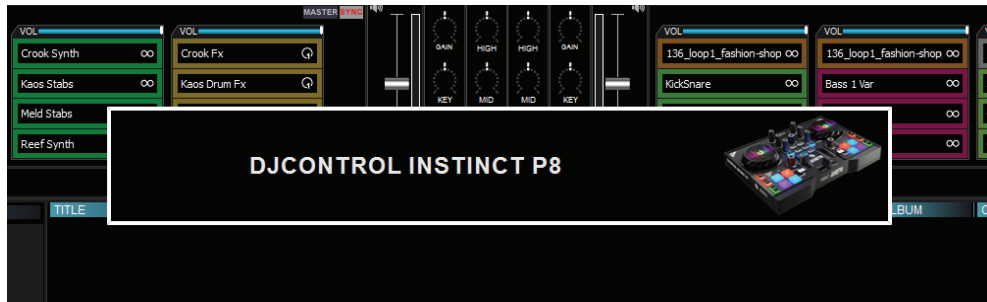 MASTER SYNC
VOL VOL VOL VOL
Crook Synth Crook Fx GAIN HIGH HIGH GAIN 136_loop1_fashion-shop 136_loop1_fashion-shop
Kaos Stabs Kaos Drum Fx KEY MID MID KEY KickSnare Bass 1 Var
Meld Stabs
Reef Synth
DJCONTROL INSTINCT P8
TITLE LBUM